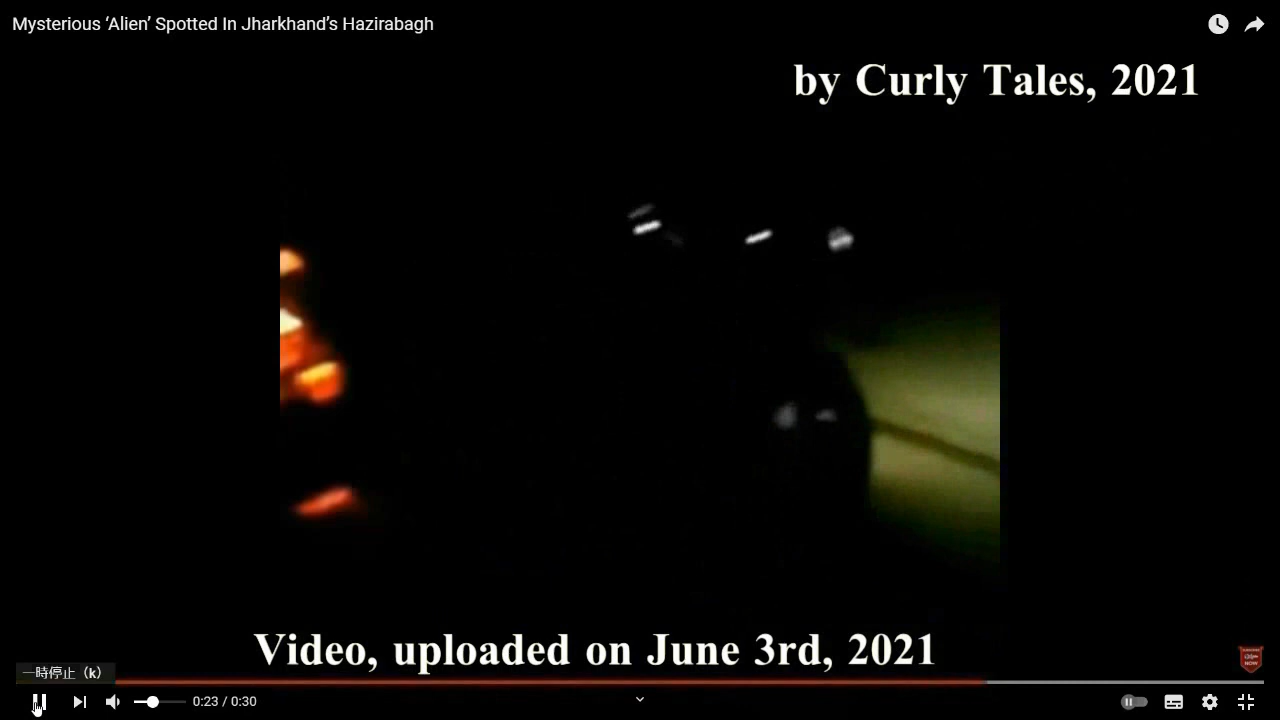 Mysterious ‘Alien’ Spotted In Jharkhand’s Hazirabagh
by Curly Tales, 2021
Video, uploaded on June 3rd, 2021
一時停止 (k)
0:23 / 0:30